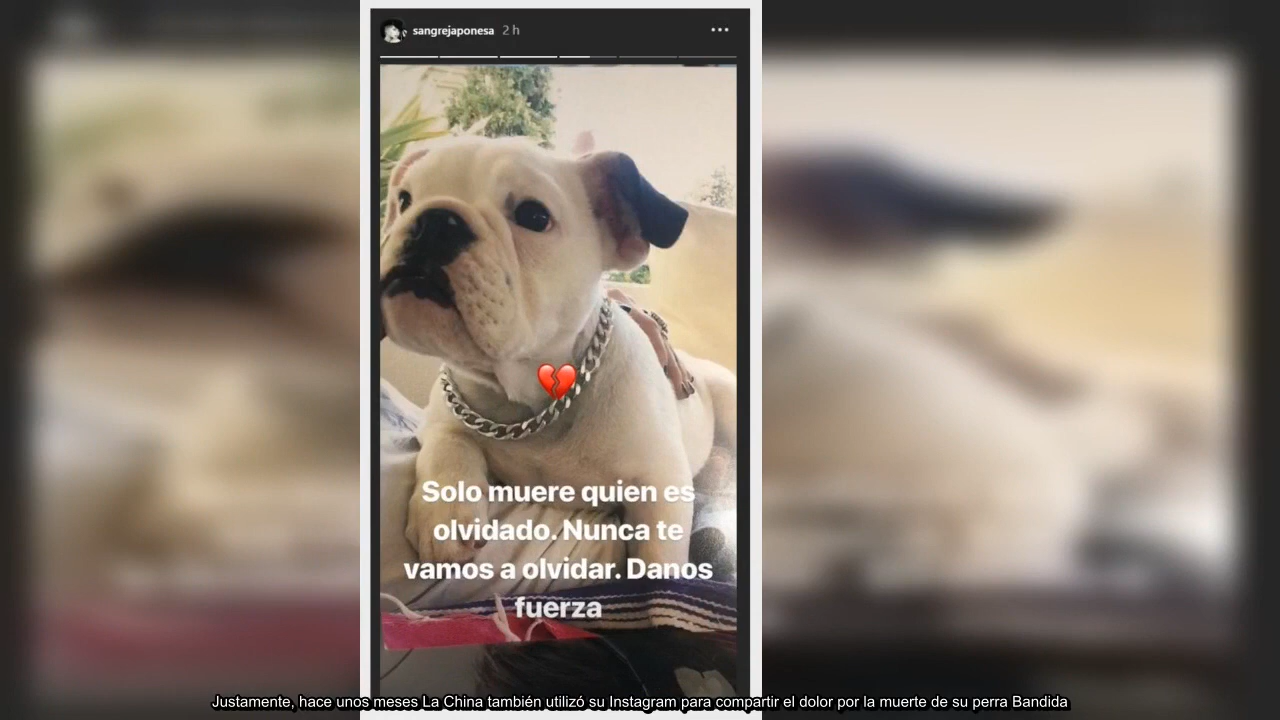 sangrejaponesa 2 h
Solo muere quien es
olvidado. Nunca te
vamos a olvidar. Danos
fuerza
Justamente, hace unos meses La China también utilizó su Instagram para compartir el dolor por la muerte de su perra Bandida